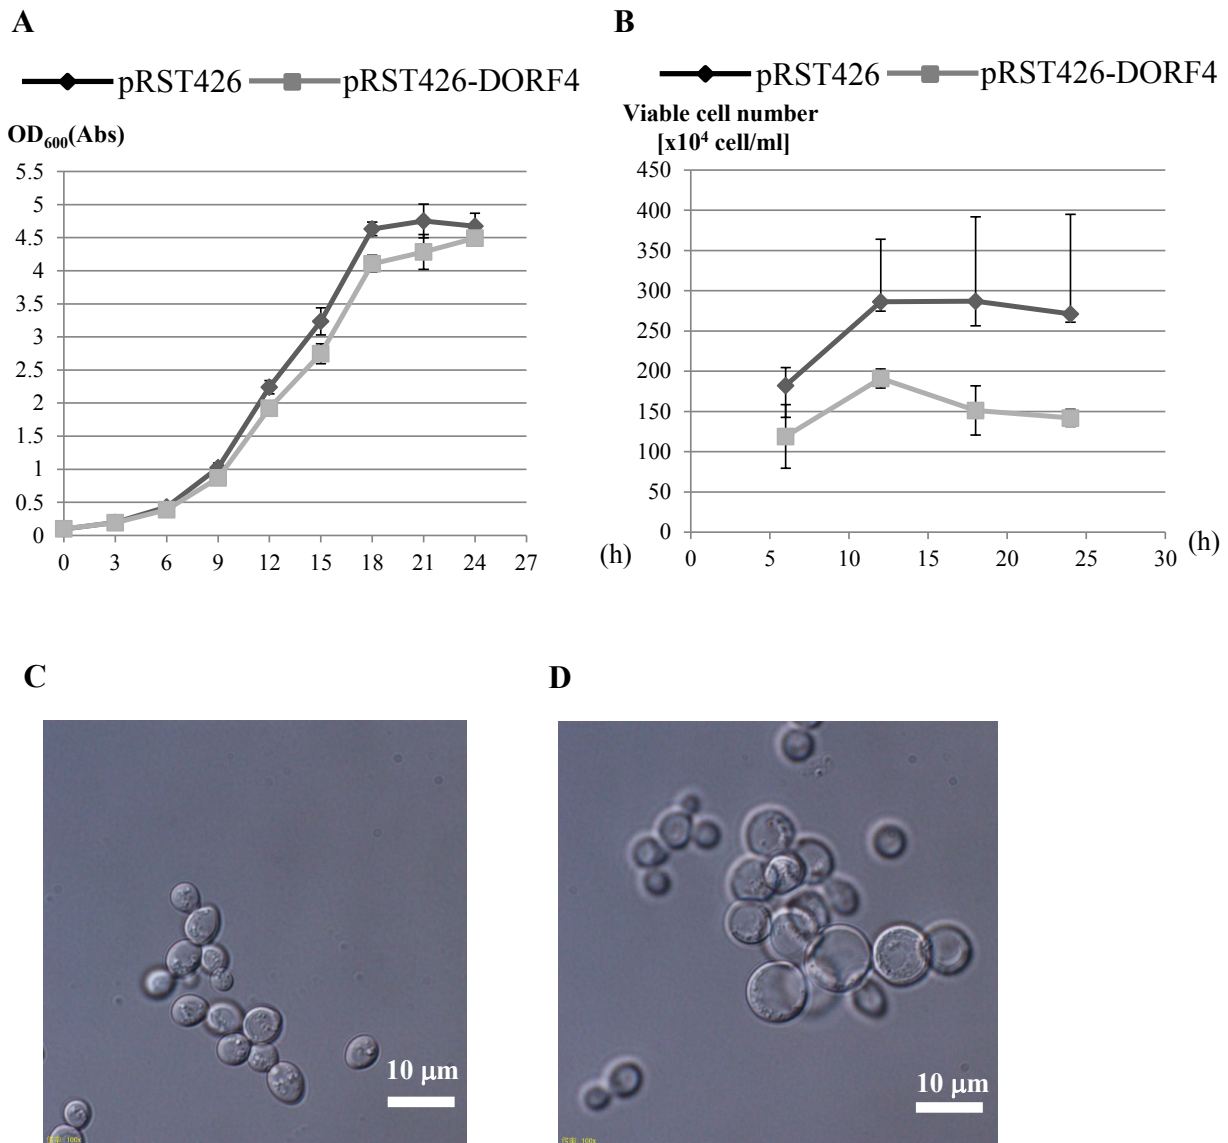 A
B
pRST426 pRST426-DORF4
pRST426 pRST426-DORF4
OD600(Abs)
5.5
5
4.5
4
3.5
3
2.5
2
1.5
1
0.5
0
0 3 6 9 12 15 18 21 24 27
(h)
Viable cell number
[x10⁴ cell/ml]
450
400
350
300
250
200
150
100
50
0
0 5 10 15 20 25 30
(h)
C
D
10 μm
10 μm
100x
100x